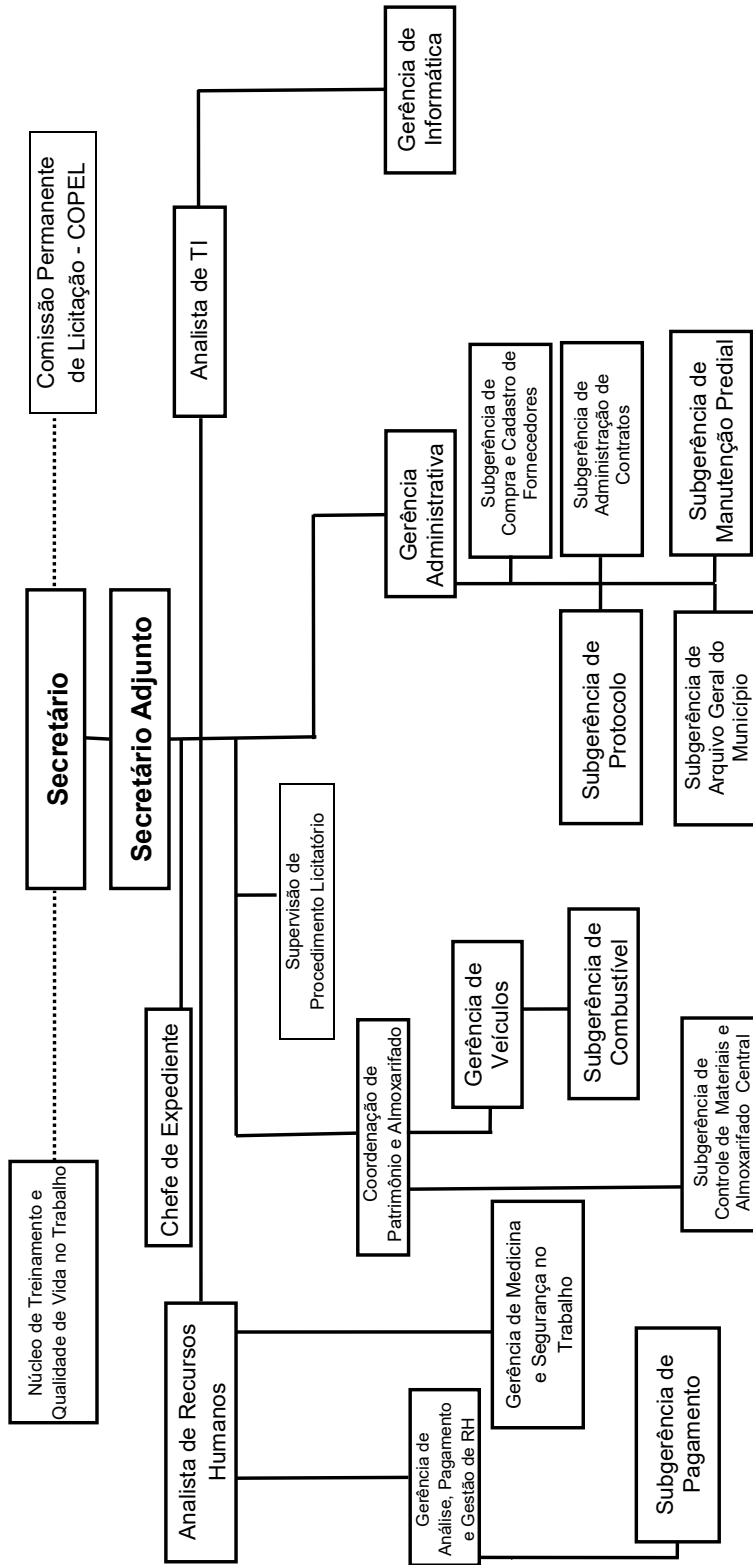 Secretário
Secretário Adjunto
Núcleo de Treinamento e
Qualidade de Vida no Trabalho
Comissão Permanente
de Licitação - COPEL
Chefe de Expediente
Analista de Recursos
Humanos
Analista de TI
Supervisão de
Procedimento Licitatório
Coordenação de
Patrimônio e Almoxarifado
Gerência
Administrativa
Gerência de
Informática
Gerência de
Análise, Pagamento
e Gestão de RH
Gerência de Medicina
e Segurança no
Trabalho
Gerência de
Veículos
Subgerência de
Compra e Cadastro de
Fornecedores
Subgerência de
Combustível
Subgerência de
Protocolo
Subgerência de
Administração de
Contratos
Subgerência de
Pagamento
Subgerência de
Controle de Materiais e
Almoxarifado Central
Subgerência de
Arquivo Geral do
Município
Subgerência de
Manutenção Predial